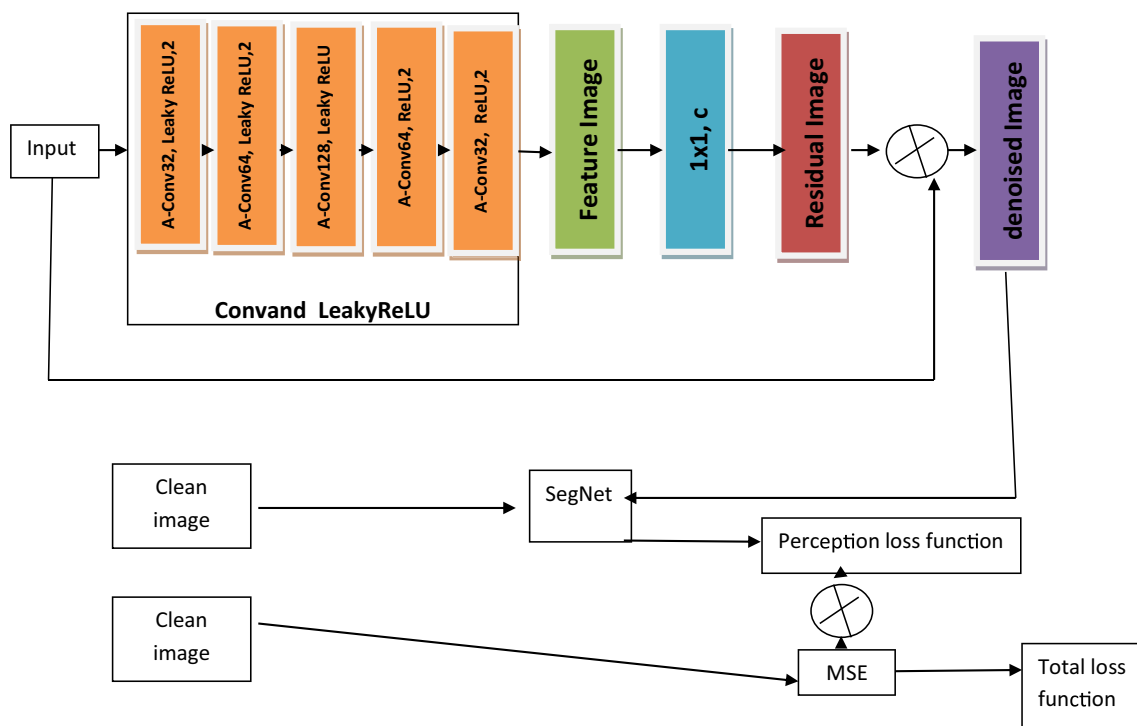 Input
A-Conv32, Leaky ReLU,2
A-Conv64, Leaky ReLU,2
A-Conv128, Leaky ReLU
A-Conv64, ReLU,2
A-Conv32, ReLU,2
Convand LeakyReLU
Feature Image
1x1, c
Residual Image
denoised Image
Clean
image
SegNet
Perception loss function
Clean
image
MSE
Total loss
function